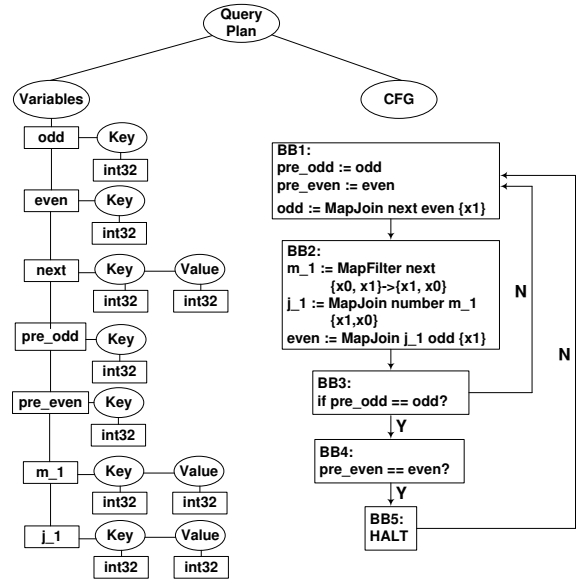 Query
Plan
Variables
CFG
odd
Key
int32
even
Key
int32
next
Key
Value
int32
int32
pre_odd
Key
int32
pre_even
Key
int32
m_1
Key
Value
int32
int32
j_1
Key
Value
int32
int32
BB1:
pre_odd := odd
pre_even := even
odd := MapJoin next even {x1}
BB2:
m_1 := MapFilter next
{x0, x1}->{x1, x0}
j_1 := MapJoin number m_1
{x1,x0}
even := MapJoin j_1 odd {x1}
BB3:
if pre_odd == odd?
N
Y
BB4:
pre_even == even?
N
Y
BB5:
HALT